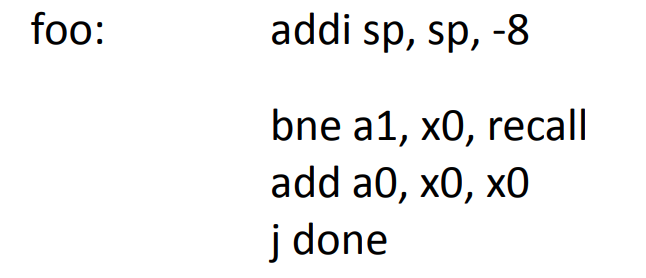 foo: addi sp, sp, -8
bne a1, x0, recall
add a0, x0, x0
j done